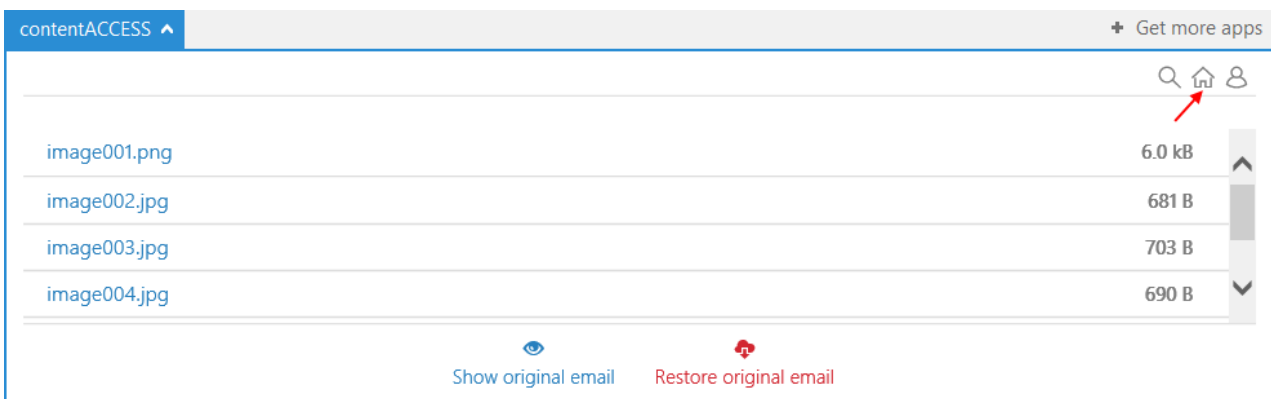 contentACCESS
+ Get more apps
image001.png 6.0 kB
image002.jpg 681 B
image003.jpg 703 B
image004.jpg 690 B
Show original email Restore original email